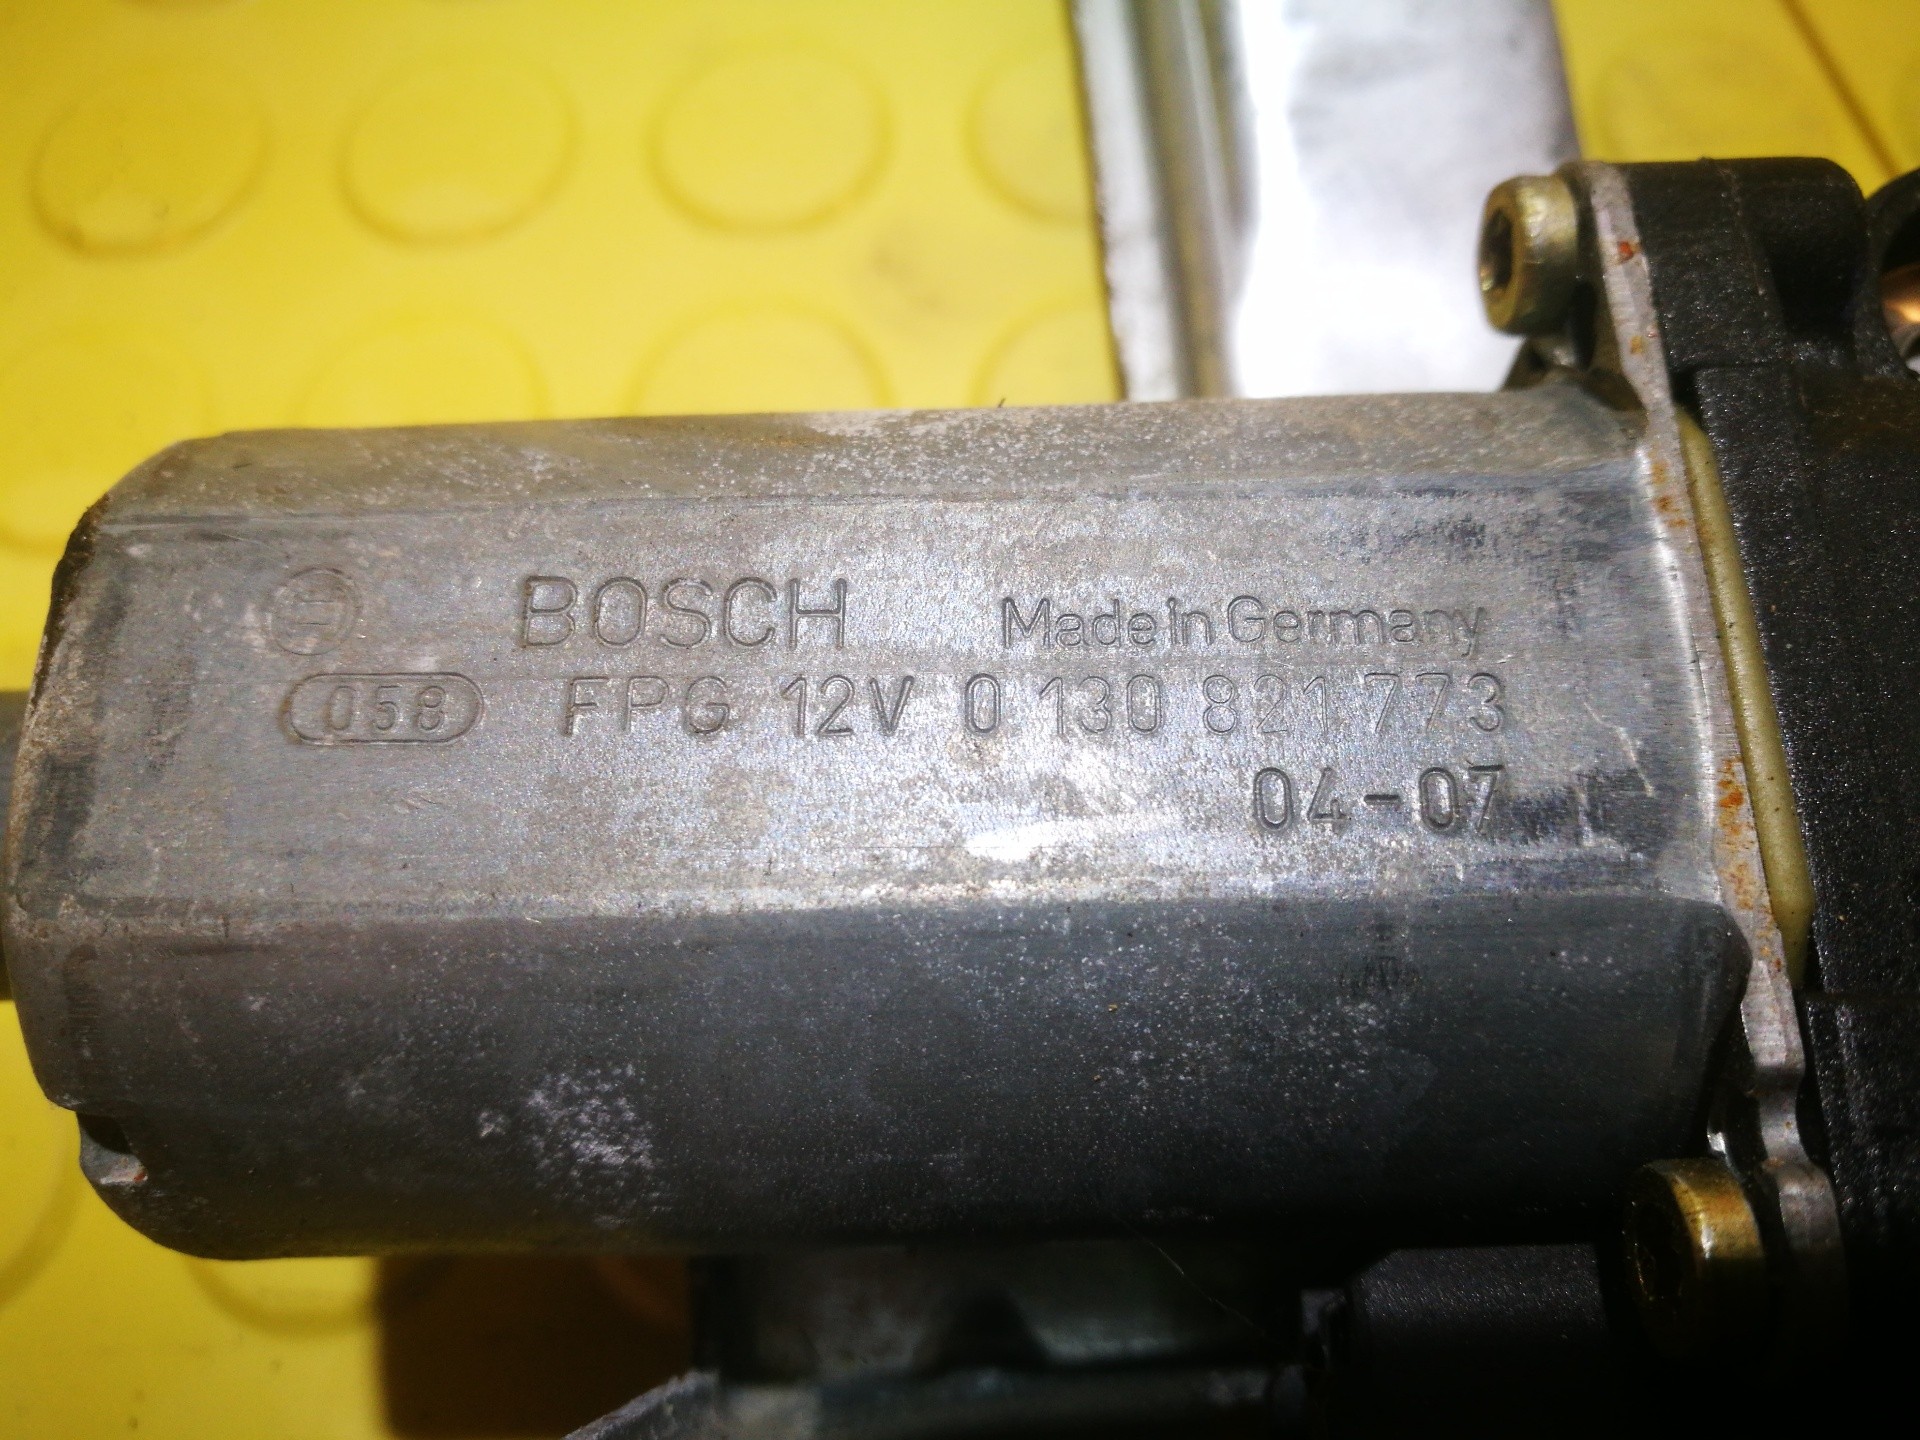 BOSCH Made in Germany
058 FPG 12V 0 130 821 773
04-07